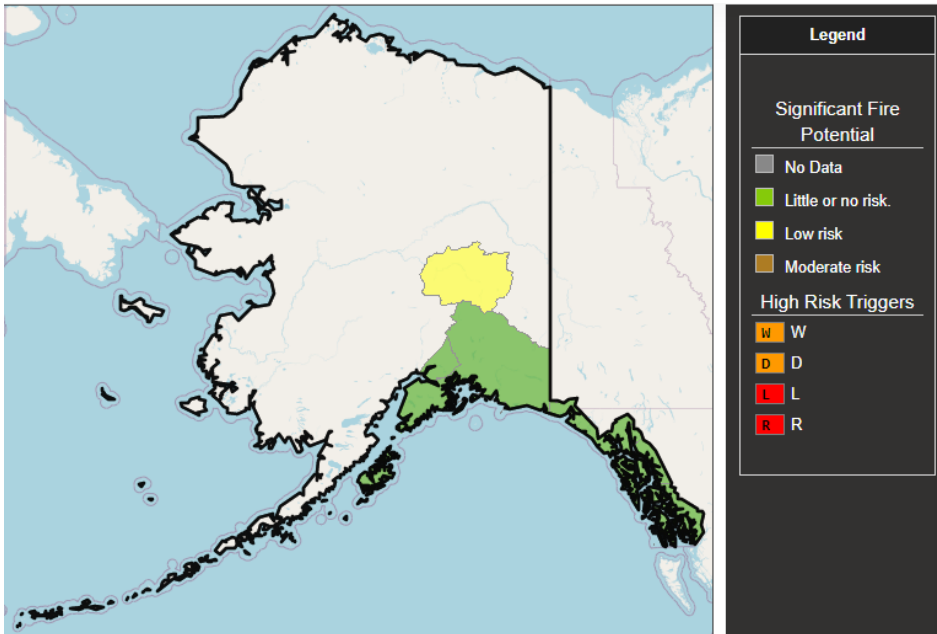 Legend
Significant Fire
Potential
No Data
Little or no risk.
Low risk
Moderate risk
High Risk Triggers
W W
D D
L L
R R